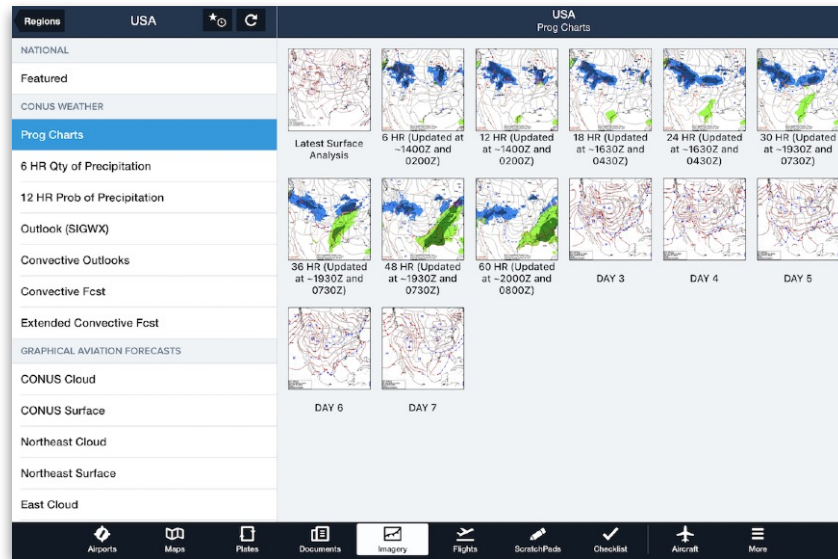 Regions
USA
USA
Prog Charts
NATIONAL
Featured
CONUS WEATHER
Prog Charts
6 HR Qty of Precipitation
12 HR Prob of Precipitation
Outlook (SIGWX)
Convective Outlooks
Convective Fcst
Extended Convective Fcst
GRAPHICAL AVIATION FORECASTS
CONUS Cloud
CONUS Surface
Northeast Cloud
Northeast Surface
East Cloud
Latest Surface
Analysis
6 HR (Updated at
~1400Z and
0200Z)
12 HR (Updated
at ~1400Z and
0200Z)
18 HR (Updated
at ~1630Z and
0430Z)
24 HR (Updated
at ~1630Z and
0430Z)
30 HR (Updated
at ~1930Z and
0730Z)
36 HR (Updated
at ~1930Z and
0730Z)
48 HR (Updated
at ~1930Z and
0730Z)
60 HR (Updated
at ~2000Z and
0800Z)
DAY 3
DAY 4
DAY 5
DAY 6
DAY 7
Airports
Maps
Plates
Documents
Imagery
Flights
ScratchPads
Checklist
Aircraft
More